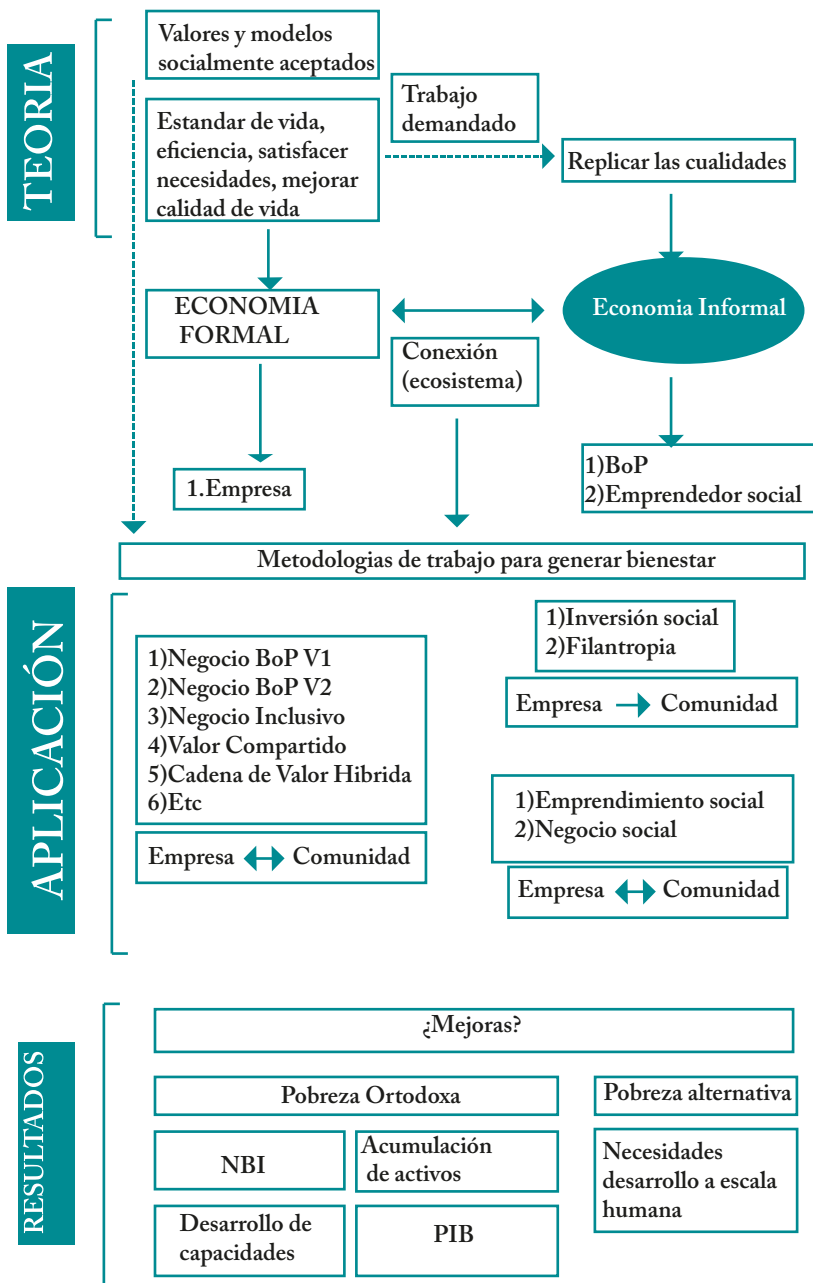 TEORIA
Valores y modelos
socialmente aceptados
Estandar de vida,
eficiencia, satisfacer
necesidades, mejorar
calidad de vida
Trabajo
demandado
Replicar las cualidades
ECONOMIA
FORMAL
Conexión
(ecosistema)
Economia Informal
1.Empresa
1)BoP
2)Emprendedor social
Metodologias de trabajo para generar bienestar
APLICACIÓN
1)Negocio BoP V1
2)Negocio BoP V2
3)Negocio Inclusivo
4)Valor Compartido
5)Cadena de Valor Hibrida
6)Etc
Empresa Comunidad
1)Inversión social
2)Filantropia
Empresa Comunidad
1)Emprendimiento social
2)Negocio social
Empresa Comunidad
RESULTADOS
¿Mejoras?
Pobreza Ortodoxa
Pobreza alternativa
NBI
Acumulación
de activos
Necesidades
desarrollo a escala
humana
Desarrollo de
capacidades
PIB